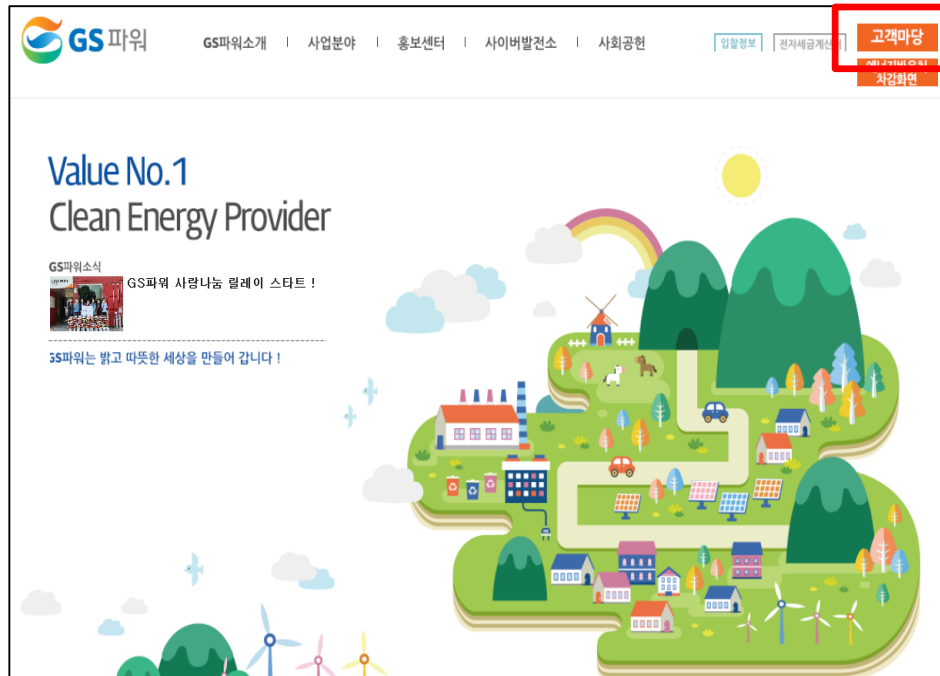 GS파워
GS파워소개 | 사업분야 | 홍보센터 | 사이버발전소 | 사회공헌
입찰정보
고객마당
차감화면
Value No.1
Clean Energy Provider
GS파워소식
GS파워 사랑나눔 릴레이 스타트 !
GS파워는 밝고 따뜻한 세상을 만들어 갑니다 !